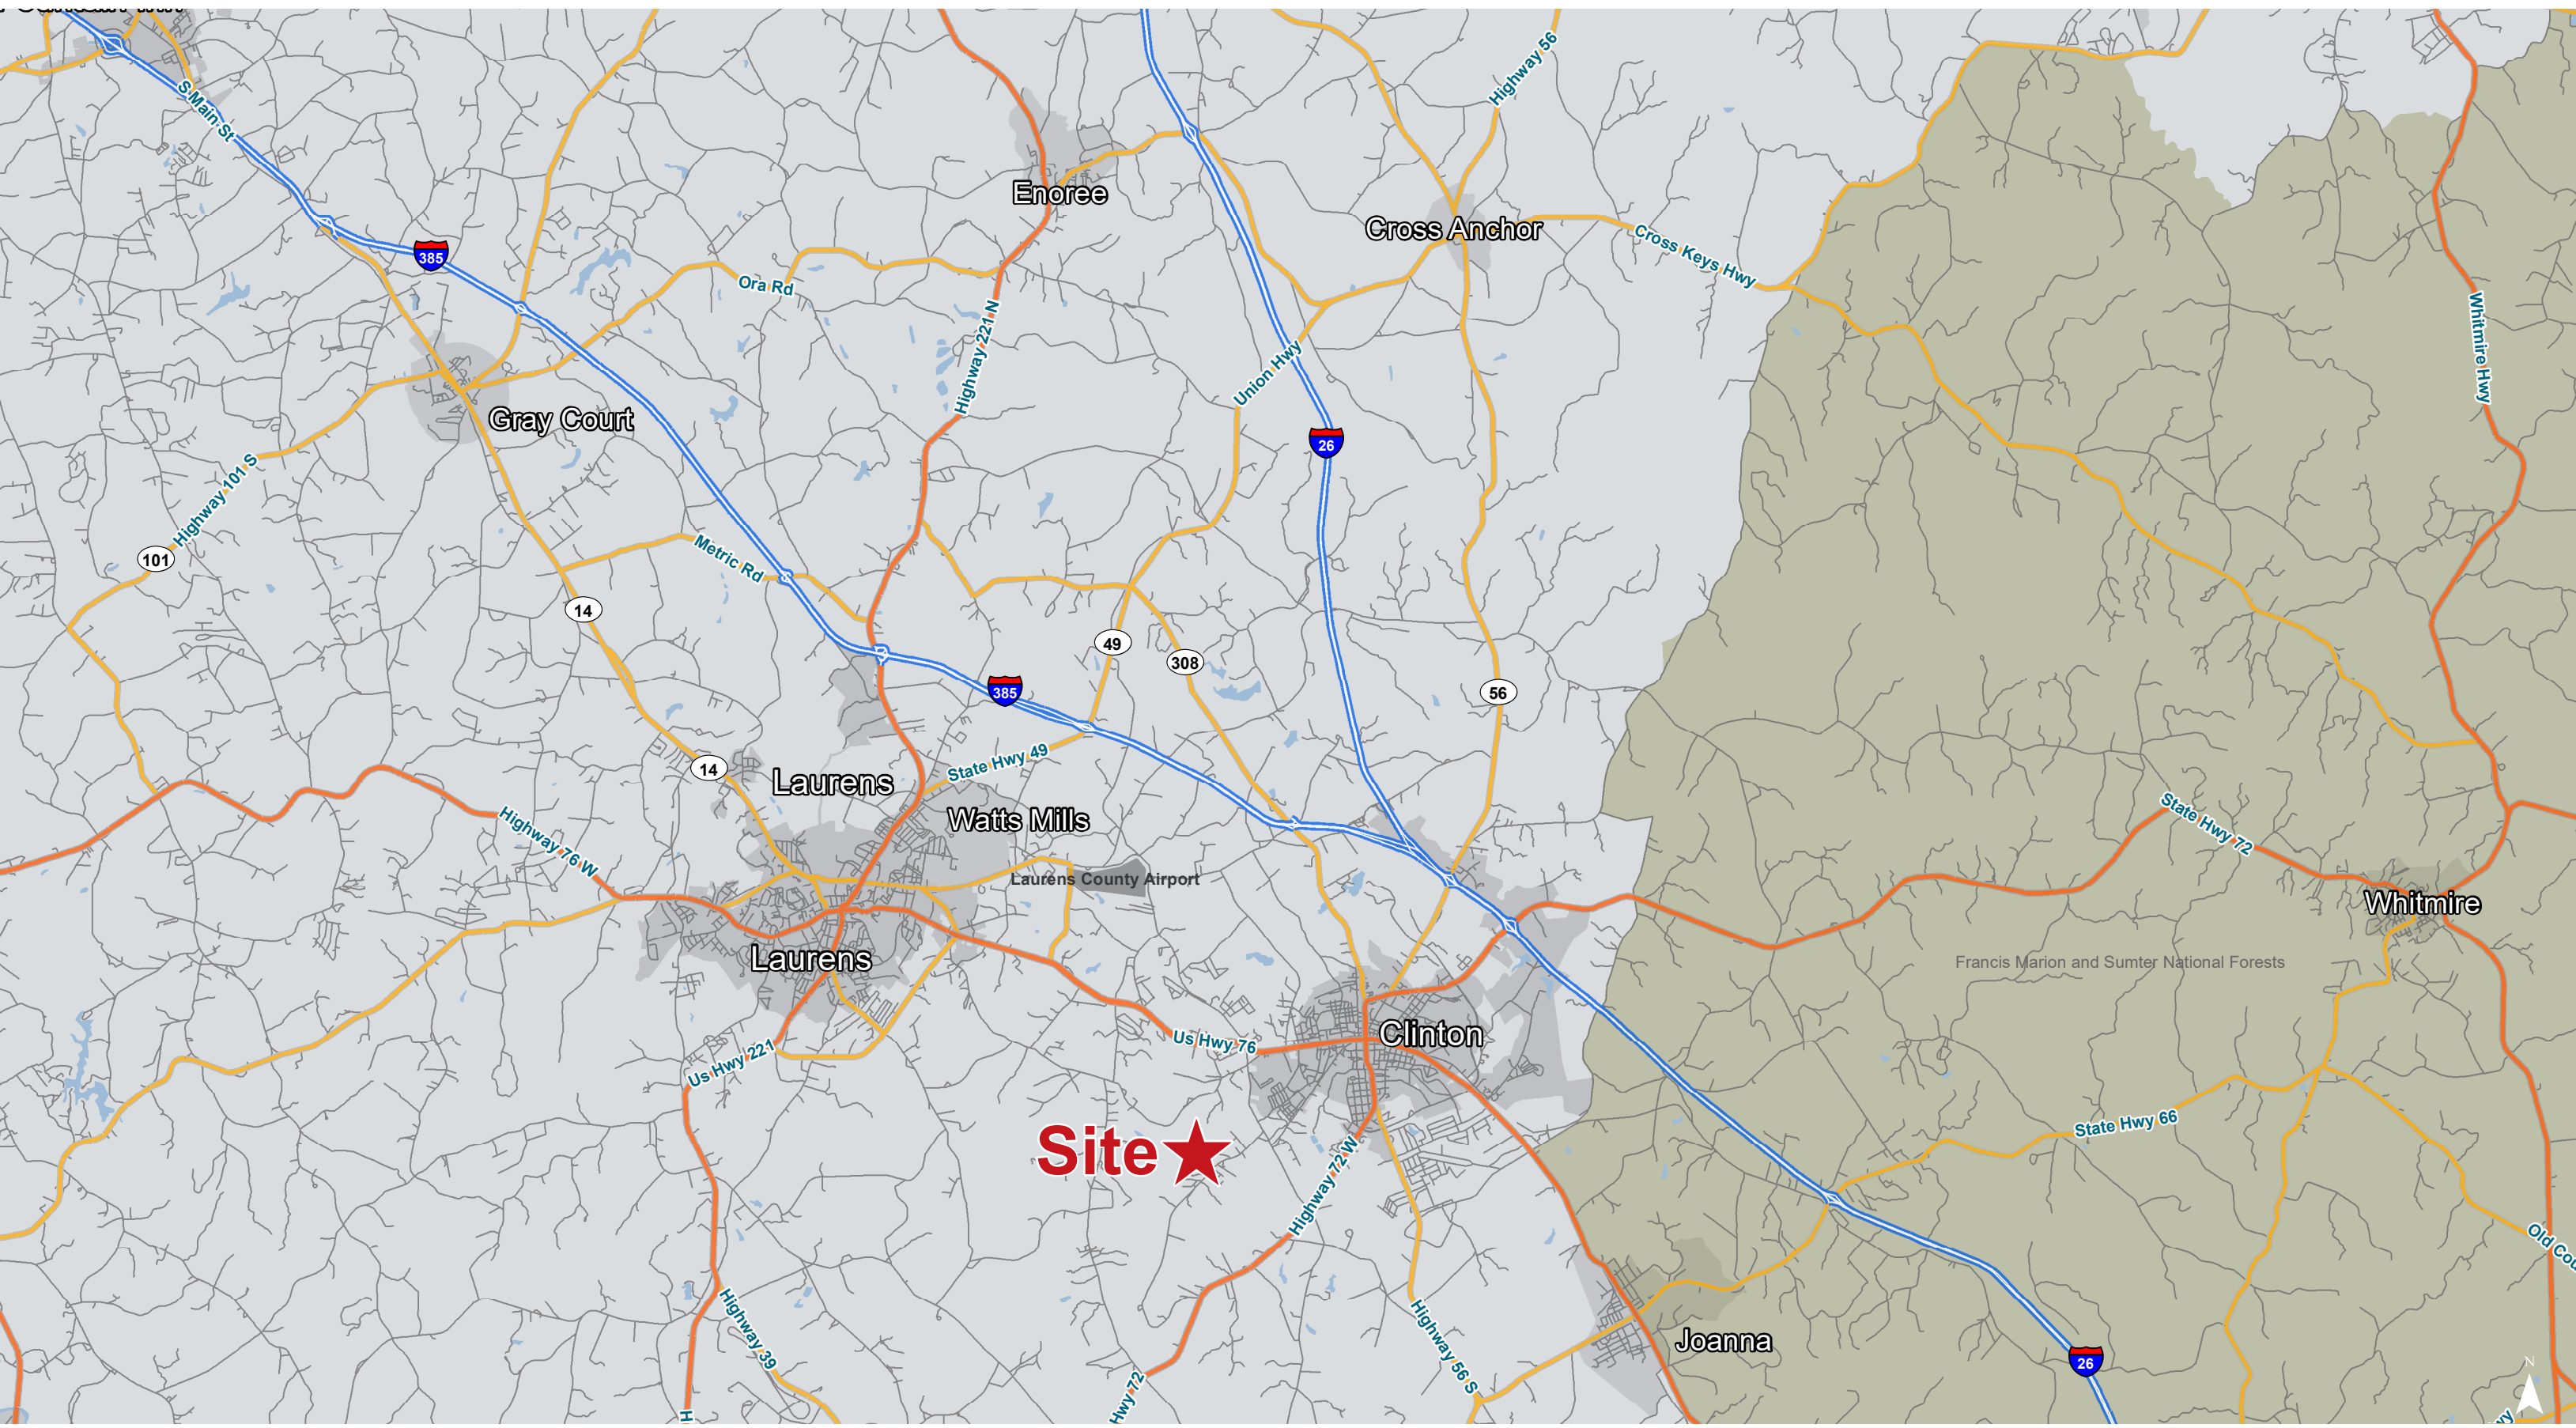 Highway 56
S Main St
Enoree
Cross Anchor
Cross Keys Hwy
385
Ora Rd
Highway 221 N
Whitmire Hwy
Union Hwy
Gray Court
26
Highway 101 S
101
Metric Rd
14
49
308
385
56
State Hwy 49
14
Laurens
Watts Mills
Highway 76 W
State Hwy 72
Laurens County Airport
Whitmire
Laurens
Francis Marion and Sumter National Forests
Clinton
Us Hwy 76
Us Hwy 221
State Hwy 66
Site
Highway 72 W
Old Cou
Highway 39
Joanna
Highway 56 S
26
N
Hwy 72
H